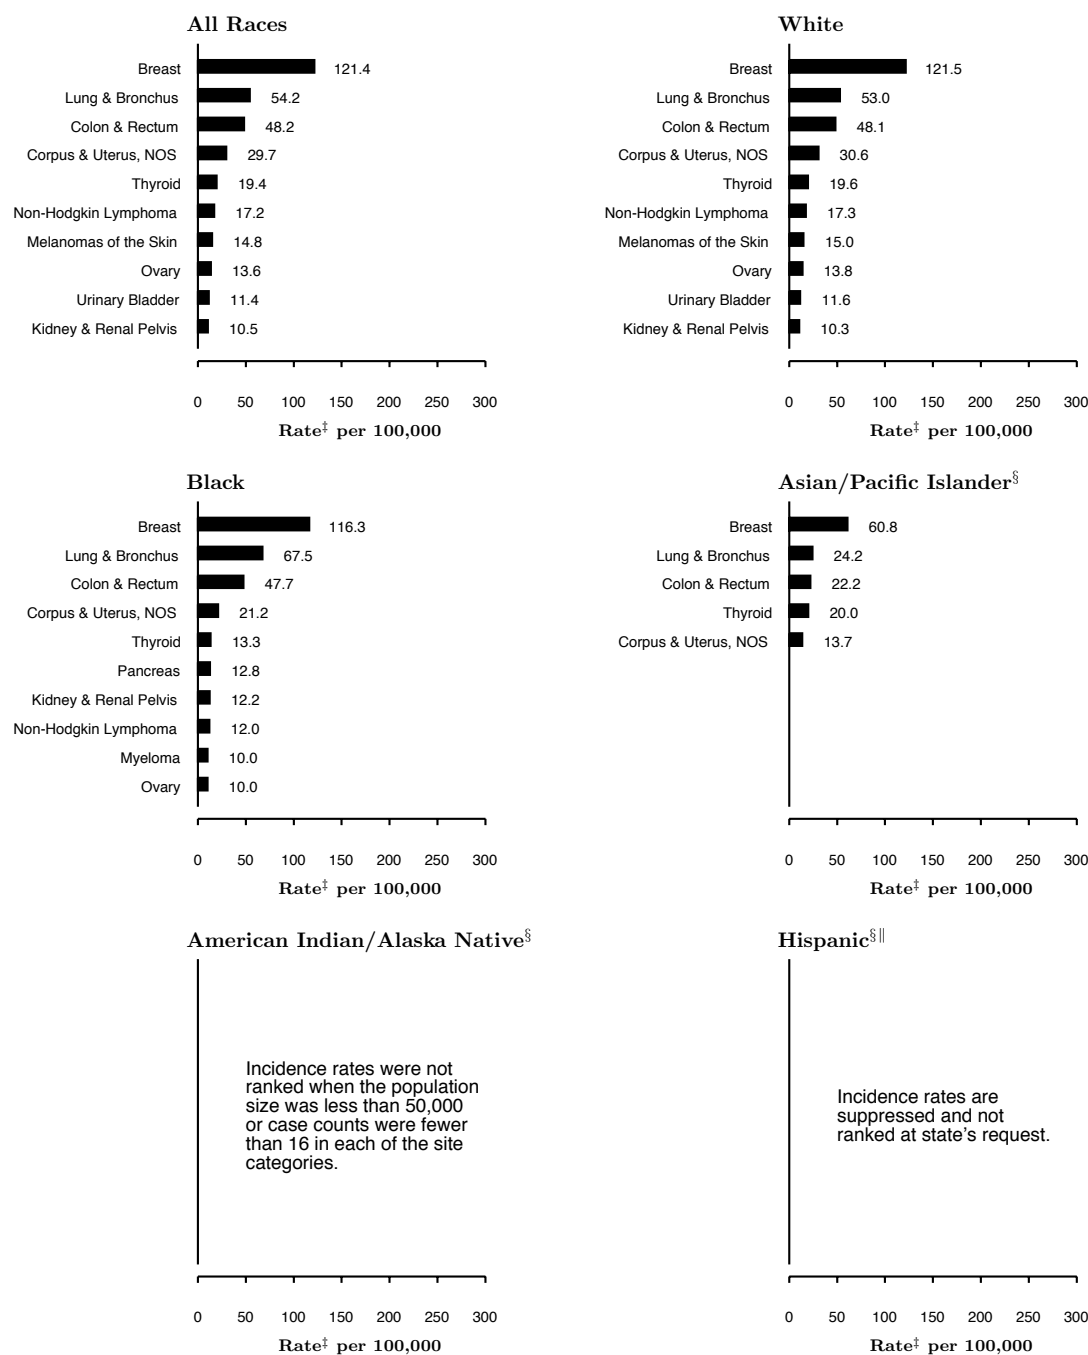 All Races
Breast 121.4
Lung & Bronchus 54.2
Colon & Rectum 48.2
Corpus & Uterus, NOS 29.7
Thyroid 19.4
Non-Hodgkin Lymphoma 17.2
Melanomas of the Skin 14.8
Ovary 13.6
Urinary Bladder 11.4
Kidney & Renal Pelvis 10.5
0 50 100 150 200 250 300
Rate‡ per 100,000
White
Breast 121.5
Lung & Bronchus 53.0
Colon & Rectum 48.1
Corpus & Uterus, NOS 30.6
Thyroid 19.6
Non-Hodgkin Lymphoma 17.3
Melanomas of the Skin 15.0
Ovary 13.8
Urinary Bladder 11.6
Kidney & Renal Pelvis 10.3
0 50 100 150 200 250 300
Rate‡ per 100,000
Black
Breast 116.3
Lung & Bronchus 67.5
Colon & Rectum 47.7
Corpus & Uterus, NOS 21.2
Thyroid 13.3
Pancreas 12.8
Kidney & Renal Pelvis 12.2
Non-Hodgkin Lymphoma 12.0
Myeloma 10.0
Ovary 10.0
0 50 100 150 200 250 300
Rate‡ per 100,000
Asian/Pacific Islander§
Breast 60.8
Lung & Bronchus 24.2
Colon & Rectum 22.2
Thyroid 20.0
Corpus & Uterus, NOS 13.7
0 50 100 150 200 250 300
Rate‡ per 100,000
American Indian/Alaska Native§
Incidence rates were not
ranked when the population
size was less than 50,000
or case counts were fewer
than 16 in each of the site
categories.
0 50 100 150 200 250 300
Rate‡ per 100,000
Hispanic§‖
Incidence rates are
suppressed and not
ranked at state's request.
0 50 100 150 200 250 300
Rate‡ per 100,000